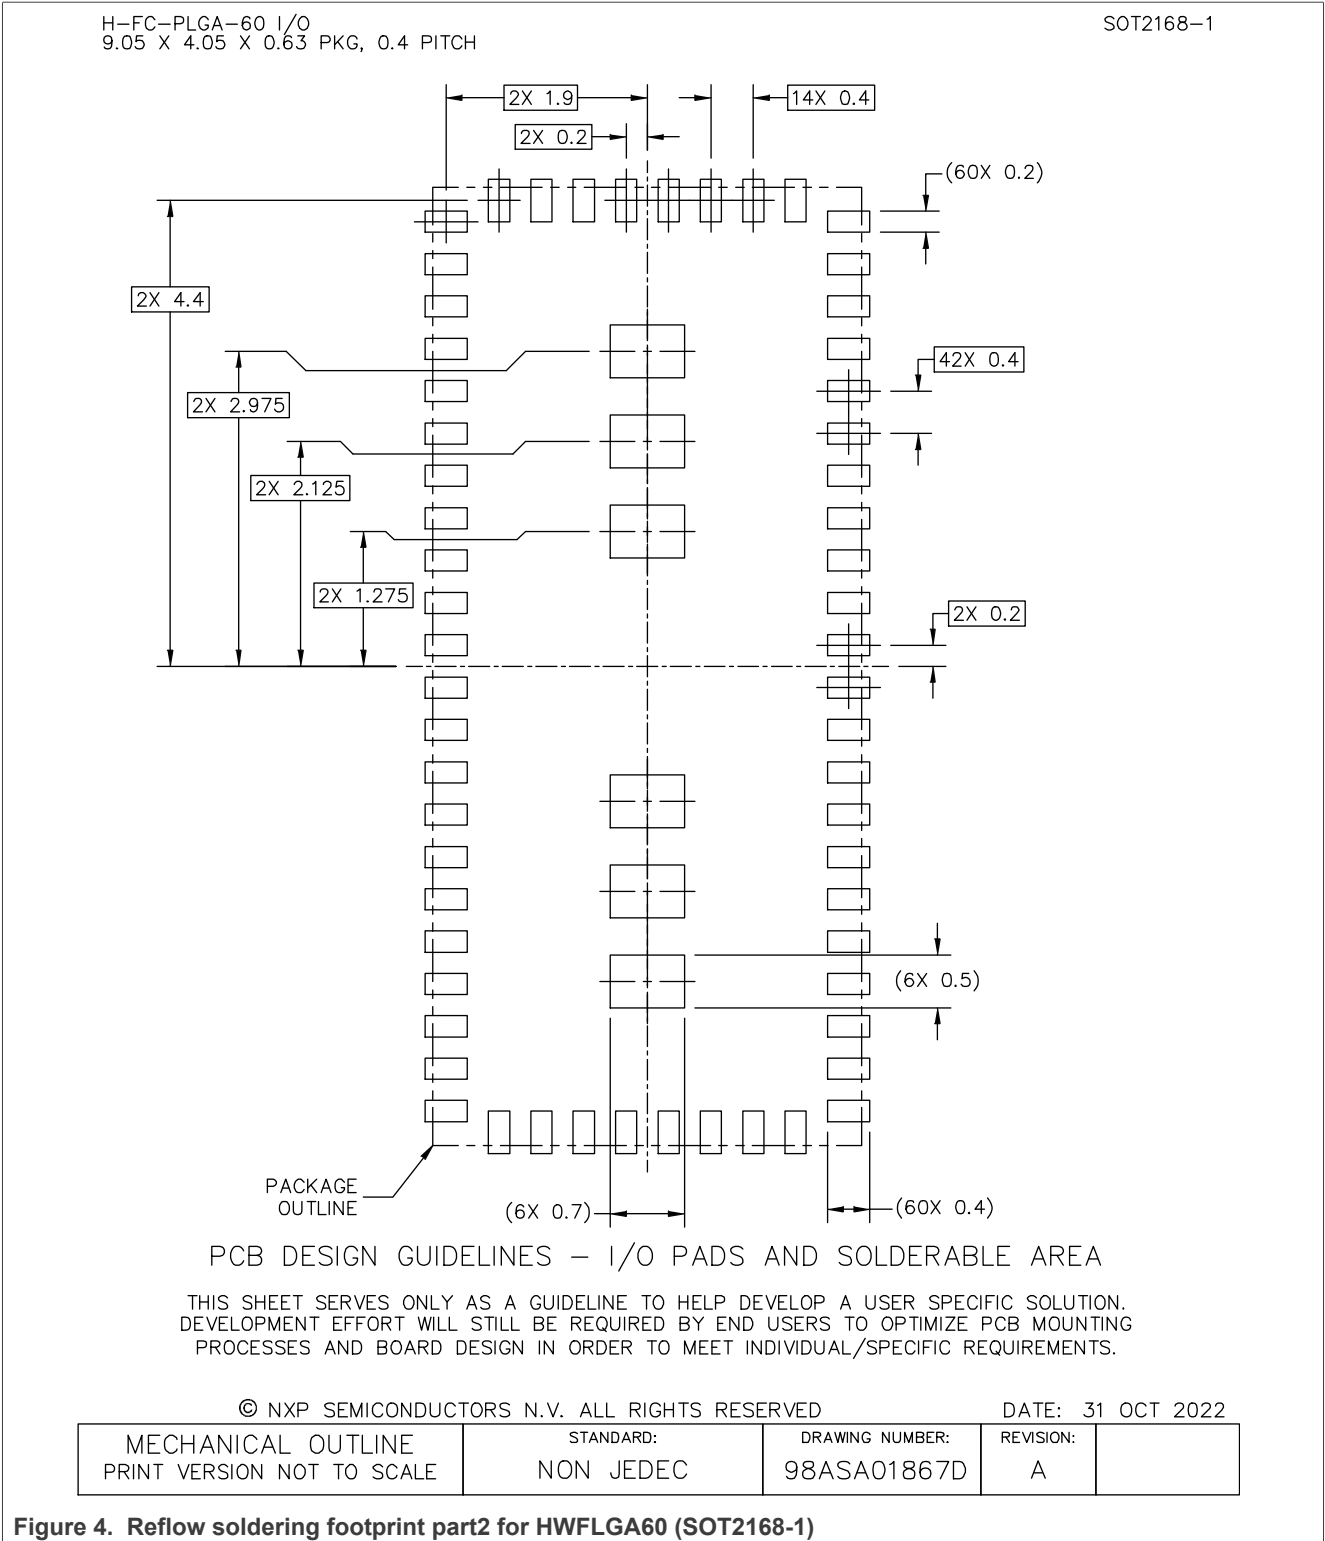 H-FC-PLGA-60 I/O
9.05 X 4.05 X 0.63 PKG, 0.4 PITCH
SOT2168-1
2X 1.9
14X 0.4
2X 0.2
(60X 0.2)
2X 4.4
42X 0.4
2X 2.975
2X 2.125
2X 1.275
2X 0.2
(6X 0.5)
PACKAGE
OUTLINE
(6X 0.7)
(60X 0.4)
PCB DESIGN GUIDELINES - I/O PADS AND SOLDERABLE AREA
THIS SHEET SERVES ONLY AS A GUIDELINE TO HELP DEVELOP A USER SPECIFIC SOLUTION.
DEVELOPMENT EFFORT WILL STILL BE REQUIRED BY END USERS TO OPTIMIZE PCB MOUNTING
PROCESSES AND BOARD DESIGN IN ORDER TO MEET INDIVIDUAL/SPECIFIC REQUIREMENTS.
© NXP SEMICONDUCTORS N.V. ALL RIGHTS RESERVED
DATE: 31 OCT 2022
MECHANICAL OUTLINE
PRINT VERSION NOT TO SCALE
STANDARD:
NON JEDEC
DRAWING NUMBER:
98ASA01867D
REVISION:
A
Figure 4. Reflow soldering footprint part2 for HWFLGA60 (SOT2168-1)